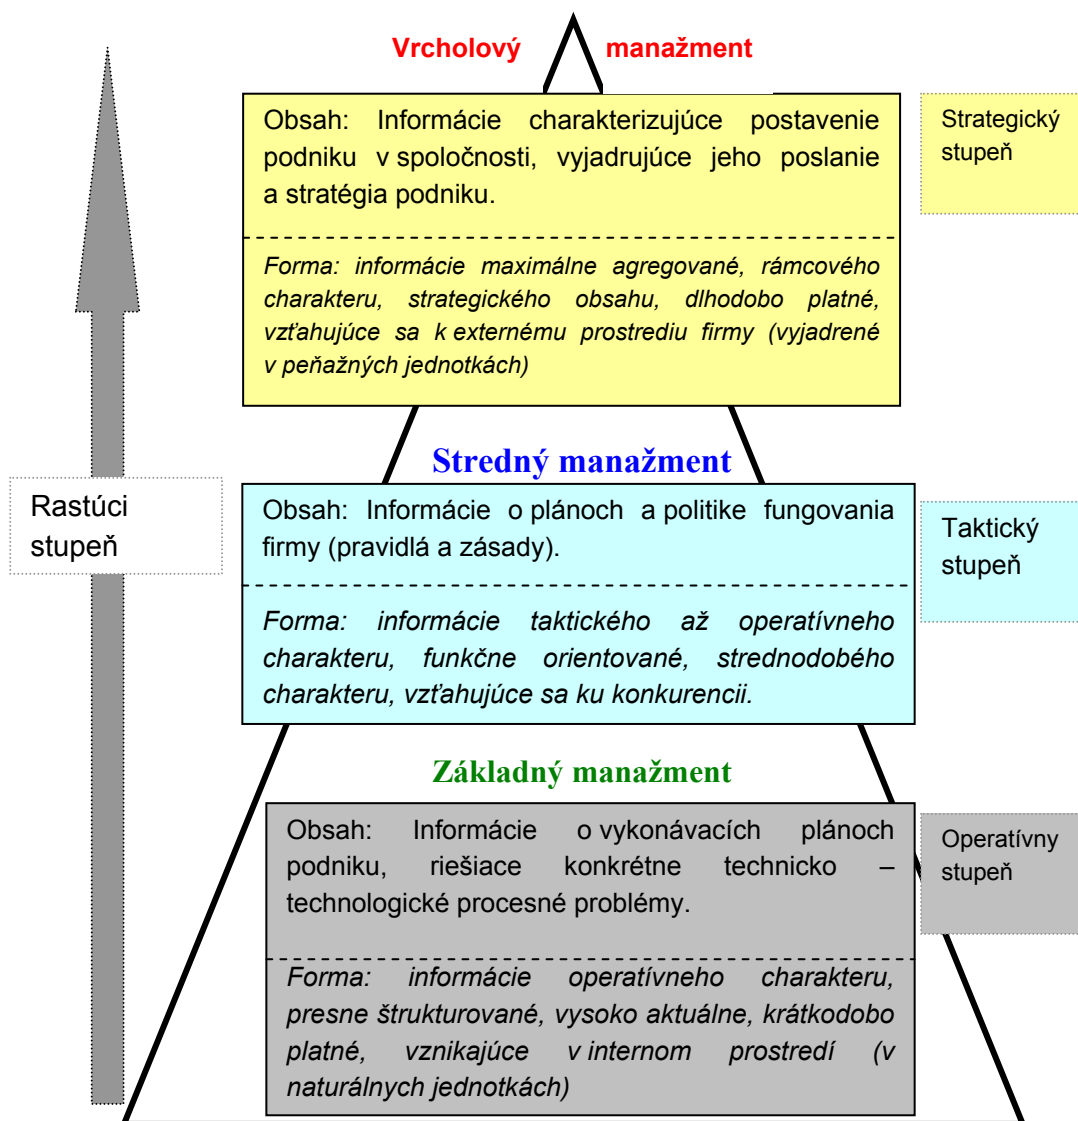 Vrcholový manažment
Obsah: Informácie charakterizujúce postavenie
podniku v spoločnosti, vyjadrujúce jeho poslanie
a stratégia podniku.
Forma: informácie maximálne agregované, rámcového
charakteru, strategického obsahu, dlhodobo platné,
vzťahujúce sa k externému prostrediu firmy (vyjadrené
v peňažných jednotkách)
Strategický
stupeň
Rastúci
stupeň
Stredný manažment
Obsah: Informácie o plánoch a politike fungovania
firmy (pravidlá a zásady).
Forma: informácie taktického až operatívneho
charakteru, funkčne orientované, strednodobého
charakteru, vzťahujúce sa ku konkurencii.
Taktický
stupeň
Základný manažment
Obsah: Informácie o vykonávacích plánoch
podniku, riešiace konkrétne technicko –
technologické procesné problémy.
Forma: informácie operatívneho charakteru,
presne štrukturované, vysoko aktuálne, krátkodobo
platné, vznikajúce v internom prostredí (v
naturálnych jednotkách)
Operatívny
stupeň